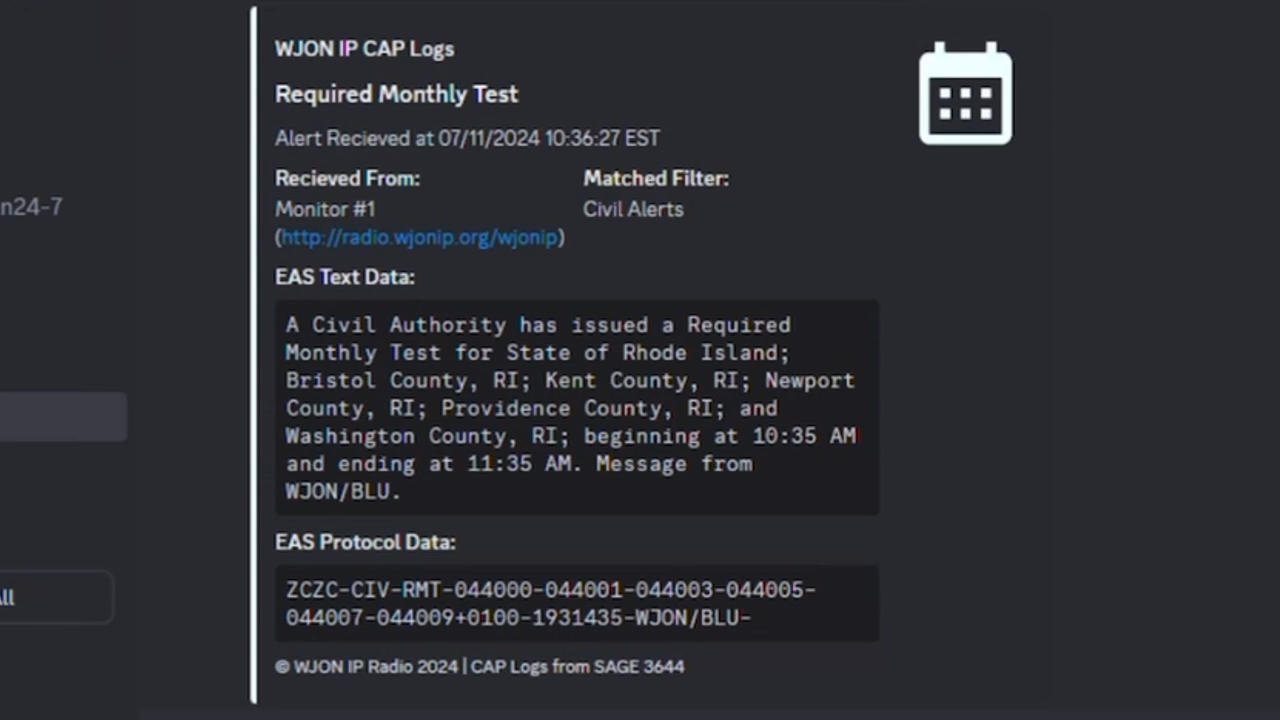 WJON IP CAP Logs
Required Monthly Test
Alert Recieved at 07/11/2024 10:36:27 EST
Recieved From:
Monitor #1
(http://radio.wjonip.org/wjonip)
Matched Filter:
Civil Alerts
n24-7
EAS Text Data:
A Civil Authority has issued a Required
Monthly Test for State of Rhode Island;
Bristol County, RI; Kent County, RI; Newport
County, RI; Providence County, RI; and
Washington County, RI; beginning at 10:35 AM
and ending at 11:35 AM. Message from
WJON/BLU.
EAS Protocol Data:
ZCZC-CIV-RMT-044000-044001-044003-044005-
044007-044009+0100-1931435-WJON/BLU-
© WJON IP Radio 2024 | CAP Logs from SAGE 3644